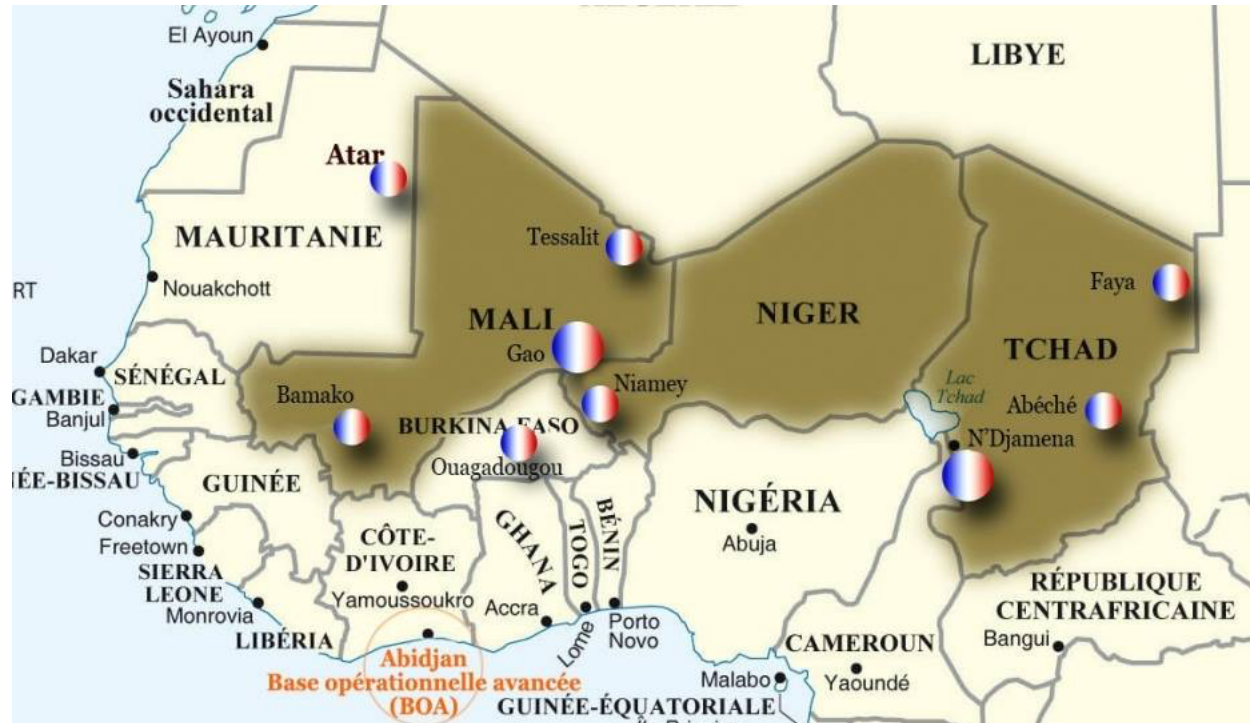 El Ayoun
LIBYE
Sahara
occidental
Atar
MAURITANIE
Tessalit
Faya
RT
Nouakchott
MALI
NIGER
Gao
TCHAD
Dakar
SÉNÉGAL
Niamey
Lac
Tchad
Abéché
GAMBIE
Banjul
Bamako
BURKINA FASO
N'Djamena
Bissau
Ouagadougou
NÉE-BISSAU
GUINÉE
NIGÉRIA
Conakry
CÔTE-
D'IVOIRE
GHANA
TOGO
BÉNIN
Abuja
Freetown
SIERRA
LEONE
Yamoussoukro
Accra
RÉPUBLIQUE
CENTRAFRICAINE
Monrovia
Lome
Porto
Novo
LIBÉRIA
CAMEROUN
Bangui
Abidjan
Base opérationnelle avancée
(BOA)
Malabo
Yaoundé
GUINÉE-ÉQUATORIALE